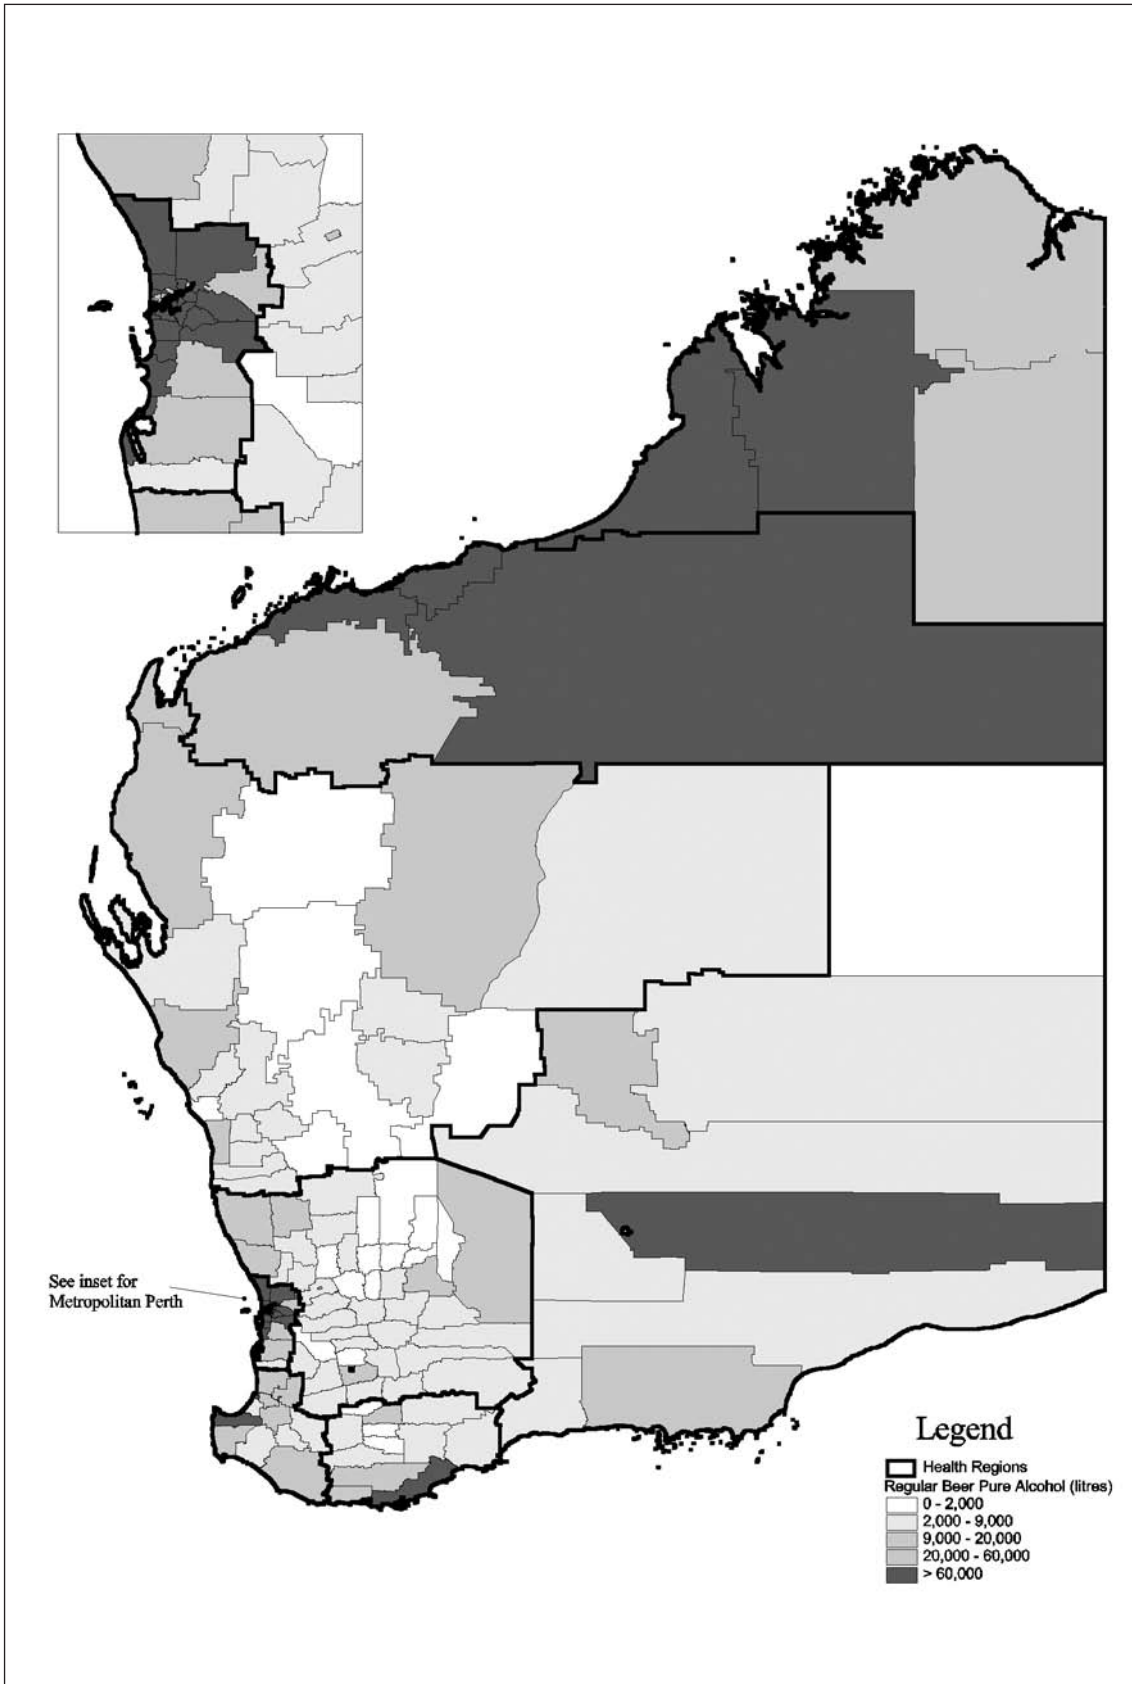 See inset for
Metropolitan Perth
Legend
Health Regions
Regular Beer Pure Alcohol (litres)
0 - 2,000
2,000 - 9,000
9,000 - 20,000
20,000 - 60,000
> 60,000